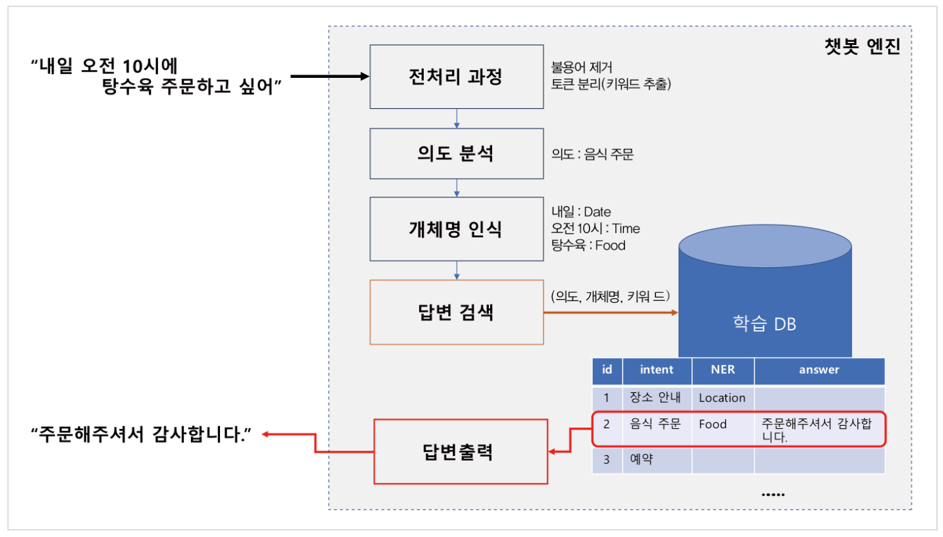 챗봇 엔진
“내일 오전 10시에
탕수육 주문하고 싶어”
전처리 과정
불용어 제거
토큰 분리(키워드 추출)
의도 분석
의도 : 음식 주문
개체명 인식
내일 : Date
오전 10시 : Time
탕수육 : Food
답변 검색
(의도, 개체명, 키워 드)
학습 DB
id intent NER answer
1 장소 안내 Location
2 음식 주문 Food 주문해주셔서 감사합
니다.
3 예약
.....
답변출력
“주문해주셔서 감사합니다.”